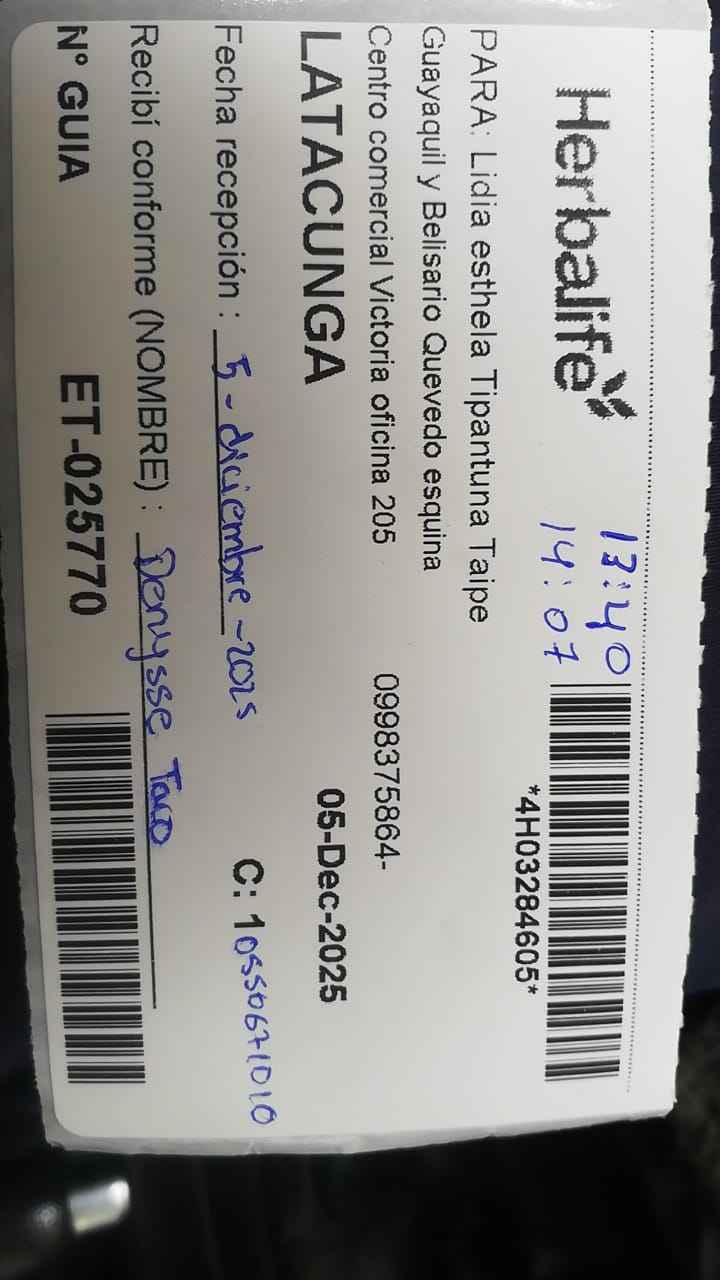 Herbalife
13:40
14:07
*4H03284605*
PARA: Lidia esthela Tipantuna Taipe
Guayaquil y Belisario Quevedo esquina
Centro comercial Victoria oficina 205 0998375864-
LATACUNGA 05-Dec-2025
Fecha recepción : 5-diciembre-2025 C: 1
Recibí conforme (NOMBRE) : Denysse Taco
N° GUIA ET-025770